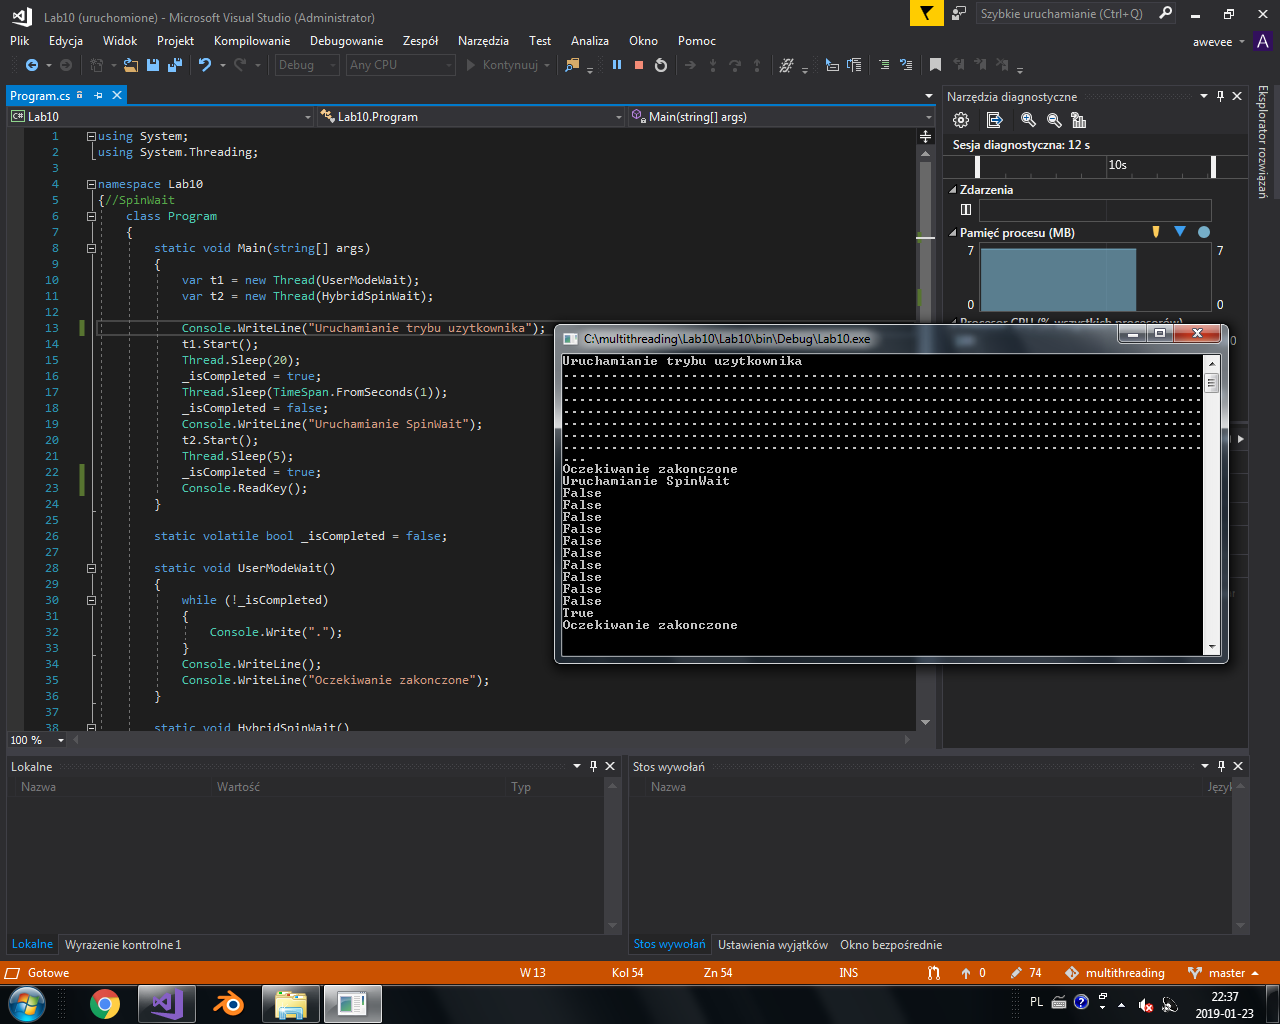 Lab10 (uruchomione) - Microsoft Visual Studio (Administrator)
Szybkie uruchamianie (Ctrl+Q)
Plik Edycja Widok Projekt Kompilowanie Debugowanie Zespół Narzędzia Test Analiza Okno Pomoc
awevee A
Debug Any CPU Kontynuuj
Program.cs
C# Lab10 Lab10.Program Main(string[] args)
1 using System;
2 using System.Threading;
3
4 namespace Lab10
5 {//SpinWait
6 class Program
7 {
8 static void Main(string[] args)
9 {
10 var t1 = new Thread(UserModeWait);
11 var t2 = new Thread(HybridSpinWait);
12
13 Console.WriteLine("Uruchamianie trybu uzytkownika");
14 t1.Start();
15 Thread.Sleep(20);
16 _isCompleted = true;
17 Thread.Sleep(TimeSpan.FromSeconds(1));
18 _isCompleted = false;
19 Console.WriteLine("Uruchamianie SpinWait");
20 t2.Start();
21 Thread.Sleep(5);
22 _isCompleted = true;
23 Console.ReadKey();
24 }
25
26 static volatile bool _isCompleted = false;
27
28 static void UserModeWait()
29 {
30 while (!_isCompleted)
31 {
32 Console.Write(".");
33 }
34 Console.WriteLine();
35 Console.WriteLine("Oczekiwanie zakonczone");
36 }
37
38 static void HybridSpinWait()
100 %
Narzędzia diagnostyczne
Sesja diagnostyczna: 12 s
10s
Zdarzenia
Pamięć procesu (MB)
7 7
0 0
Eksplorator rozwiązań
C:\multithreading\Lab10\Lab10\bin\Debug\Lab10.exe
Uruchamianie trybu uzytkownika
...
Oczekiwanie zakonczone
Uruchamianie SpinWait
False
False
False
False
False
False
False
False
False
False
True
Oczekiwanie zakonczone
Lokalne
Nazwa Wartość Typ
Lokalne Wyrażenie kontrolne 1
Stos wywołań
Nazwa Język
Stos wywołań Ustawienia wyjątków Okno bezpośrednie
Gotowe W 13 Kol 54 Zn 54 INS 0 74 multithreading master
PL 22:37
2019-01-23